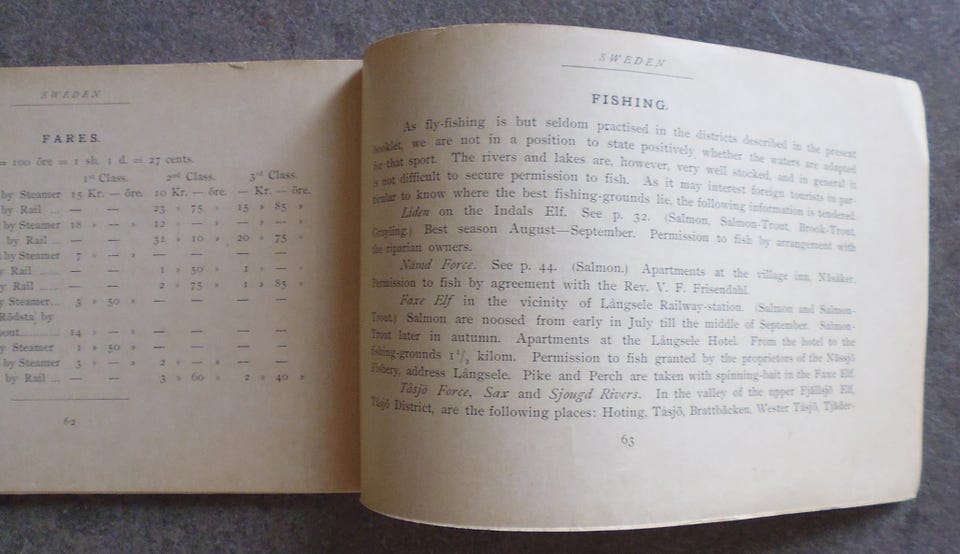 SWEDEN
FARES.
= 100 öre = 1 sh. 1 d. = 27 cents.
1st Class. 2nd Class. 3rd Class.
by Steamer 15 Kr. — öre. 10 Kr. — öre. — Kr. — öre.
by Rail ... — — 23 » 75 » 15 » 85 »
by Steamer 18 » — » 12 » — » — —
by Rail ... — — 31 » 10 » 20 » 75 »
by Steamer 7 » — » — — — —
by Rail ... — — 1 » 50 » 1 » — »
by Rail ... — — 2 » 75 » 1 » 85 »
by Steamer... 3 » 50 » — — — —
Rödsta) by
14 » — » — — — —
by Steamer 1 » 50 » — — — —
by Steamer 3 » — » 2 — » — —
by Rail ... — — 3 » 60 » 2 » 40 »
62
SWEDEN
FISHING.
As fly-fishing is but seldom practised in the districts described in the present
booklet, we are not in a position to state positively whether the waters are adapted
for that sport. The rivers and lakes are, however, very well stocked, and in general it
is not difficult to secure permission to fish. As it may interest foreign tourists in par-
ticular to know where the best fishing-grounds lie, the following information is tendered.
Liden on the Indals Elf. See p. 32. (Salmon, Salmon-Trout, Brook-Trout,
Grayling.) Best season August—September. Permission to fish by arrangement with
the riparian owners.
Nämd Force. See p. 44. (Salmon.) Apartments at the village inn, Näsåker.
Permission to fish by agreement with the Rev. V. F. Frisendahl.
Faxe Elf in the vicinity of Långsele Railway-station. (Salmon and Salmon-
Trout.) Salmon are noosed from early in July till the middle of September. Salmon-
Trout later in autumn. Apartments at the Långsele Hotel. From the hotel to the
fishing-grounds 1 1/2 kilom. Permission to fish granted by the proprietors of the Nässjö
Fishery, address Långsele. Pike and Perch are taken with spinning-bait in the Faxe Elf.
Tåsjö Force, Sax and Sjougd Rivers. In the valley of the upper Fjällsjö Elf,
Tåsjö District, are the following places: Hoting, Tåsjö, Brattbäcken, Wester Tåsjö, Tjäder-
63